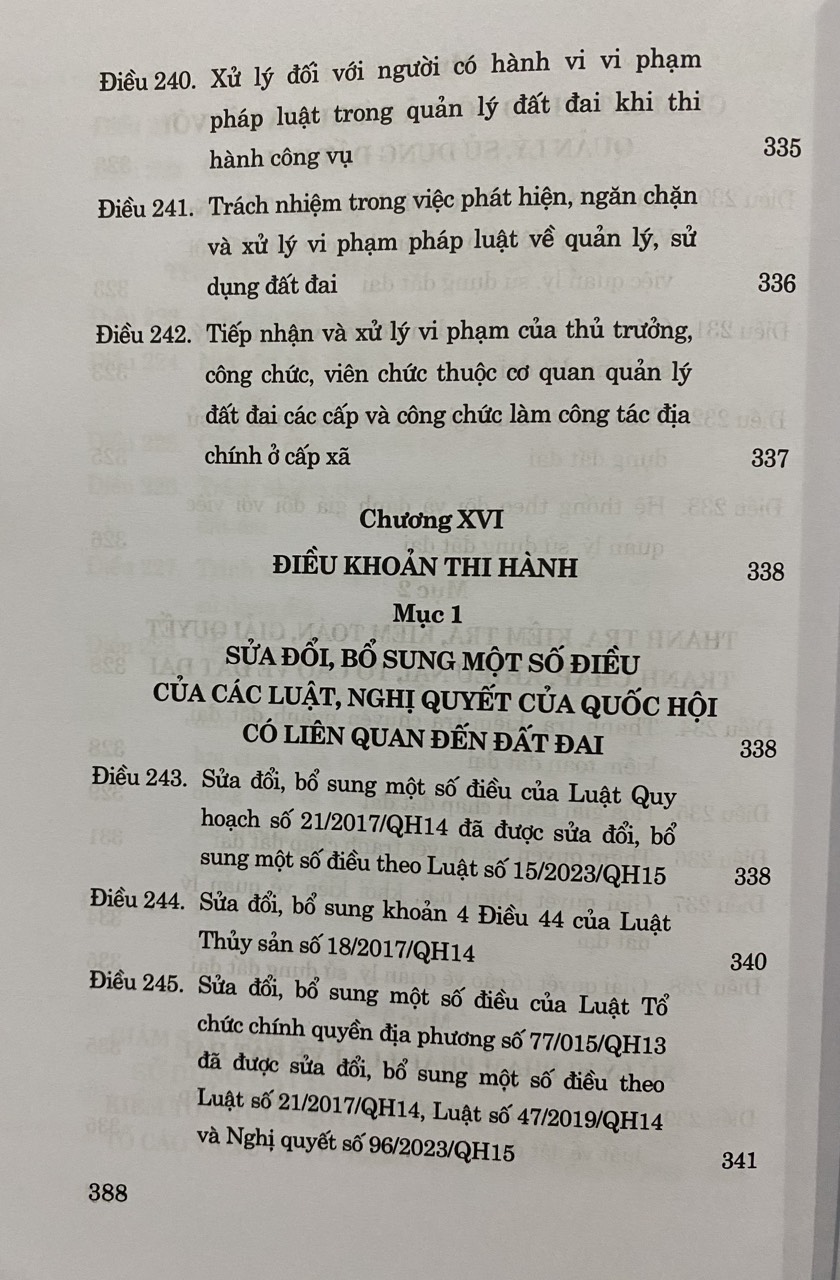 Điều 240. Xử lý đối với người có hành vi vi phạm
pháp luật trong quản lý đất đai khi thi
hành công vụ 335
Điều 241. Trách nhiệm trong việc phát hiện, ngăn chặn
và xử lý vi phạm pháp luật về quản lý, sử
dụng đất đai 336
Điều 242. Tiếp nhận và xử lý vi phạm của thủ trưởng,
công chức, viên chức thuộc cơ quan quản lý
đất đai các cấp và công chức làm công tác địa
chính ở cấp xã 337
Chương XVI
ĐIỀU KHOẢN THI HÀNH 338
Mục 1
SỬA ĐỔI, BỔ SUNG MỘT SỐ ĐIỀU
CỦA CÁC LUẬT, NGHỊ QUYẾT CỦA QUỐC HỘI
CÓ LIÊN QUAN ĐẾN ĐẤT ĐAI 338
Điều 243. Sửa đổi, bổ sung một số điều của Luật Quy
hoạch số 21/2017/QH14 đã được sửa đổi, bổ
sung một số điều theo Luật số 15/2023/QH15 338
Điều 244. Sửa đổi, bổ sung khoản 4 Điều 44 của Luật
Thủy sản số 18/2017/QH14 340
Điều 245. Sửa đổi, bổ sung một số điều của Luật Tổ
chức chính quyền địa phương số 77/015/QH13
đã được sửa đổi, bổ sung một số điều theo
Luật số 21/2017/QH14, Luật số 47/2019/QH14
và Nghị quyết số 96/2023/QH15 341
388